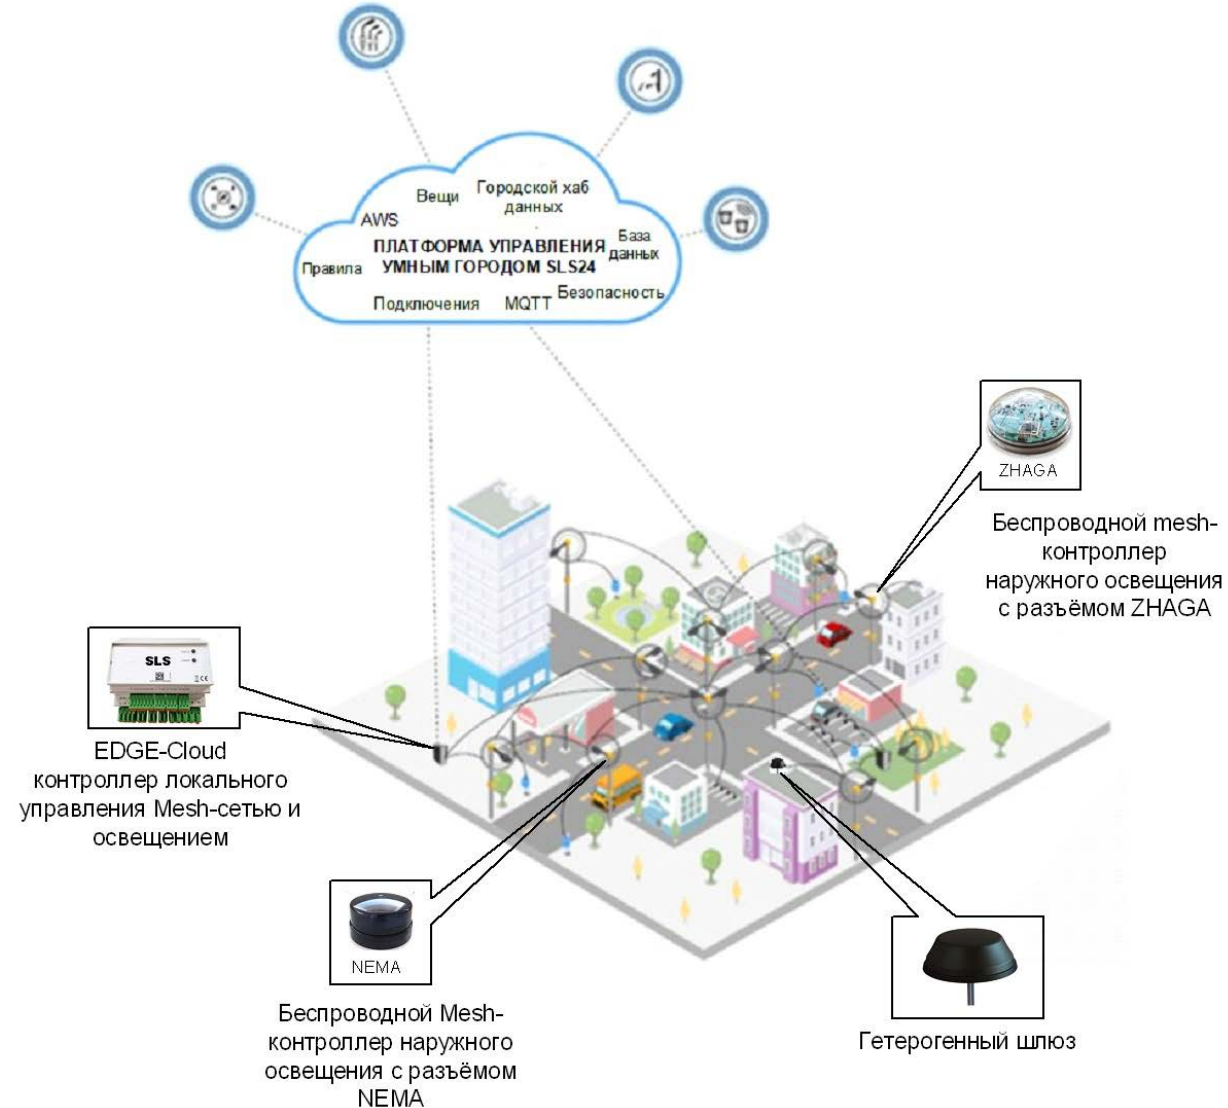 Вещи
Городской хаб
данных
AWS
База
данных
ПЛАТФОРМА УПРАВЛЕНИЯ
УМНЫМ ГОРОДОМ SLS24
Правила
Подключения
MQTT
Безопасность
ZHAGA
Беспроводной mesh-
контроллер
наружного освещения
с разъёмом ZHAGA
SLS
EDGE-Cloud
контроллер локального
управления Mesh-сетью и
освещением
NEMA
Беспроводной Mesh-
контроллер наружного
освещения с разъёмом
NEMA
Гетерогенный шлюз